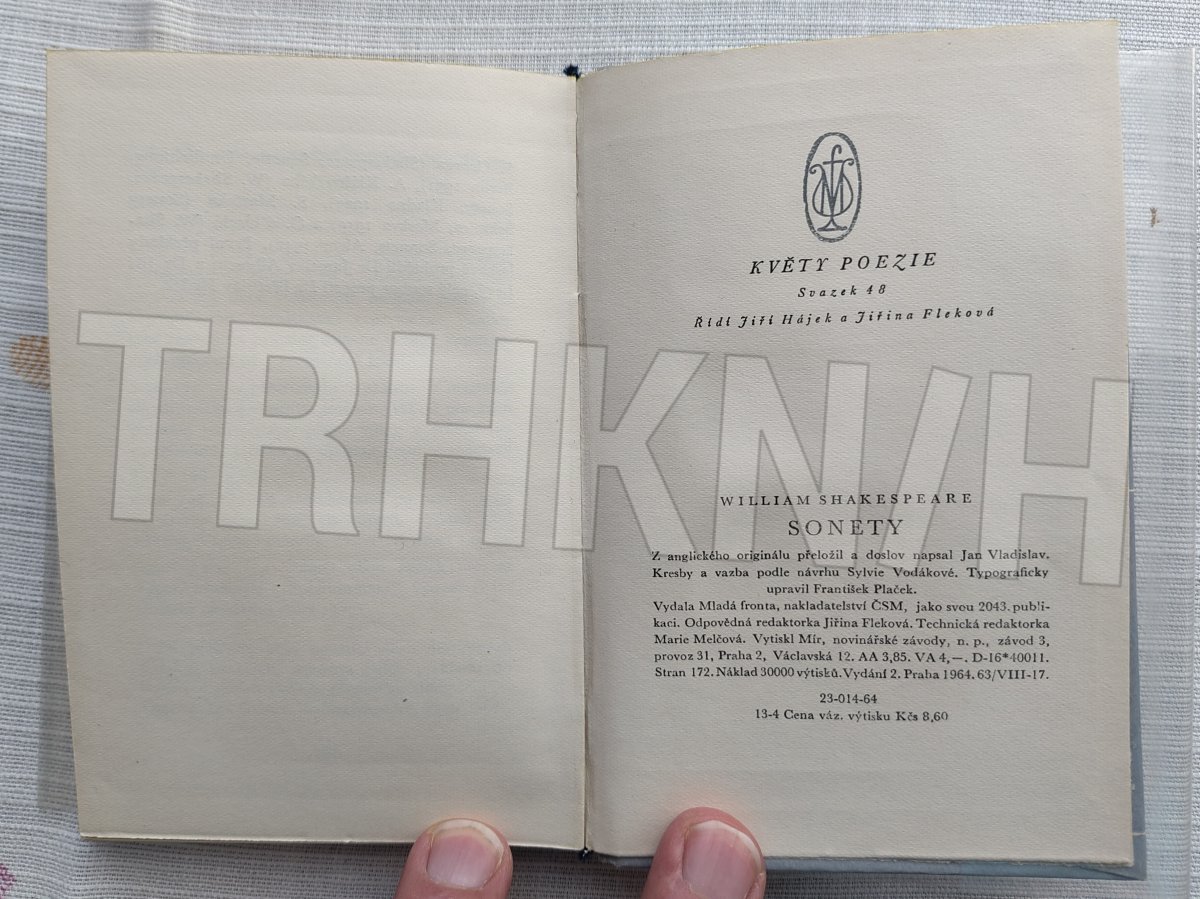 KVĚTY POEZIE
Svazek 48
Řídí Jiří Hájek a Jiřina Fleková
TRHKNIH
WILLIAM SHAKESPEARE
SONETY
Z anglického originálu přeložil a doslov napsal Jan Vladislav.
Kresby a vazba podle návrhu Sylvie Vodákové. Typograficky
upravil František Plaček.
Vydala Mladá fronta, nakladatelství ČSM, jako svou 2043. publi-
kaci. Odpovědná redaktorka Jiřina Fleková. Technická redaktorka
Marie Melčová. Vytiskl Mír, novinářské závody, n. p., závod 3,
provoz 31, Praha 2, Václavská 12. AA 3,85. VA 4,—. D-16*40011.
Stran 172. Náklad 30000 výtisků. Vydání 2. Praha 1964. 63/VIII-17.
23-014-64
13-4 Cena váz. výtisku Kčs 8,60